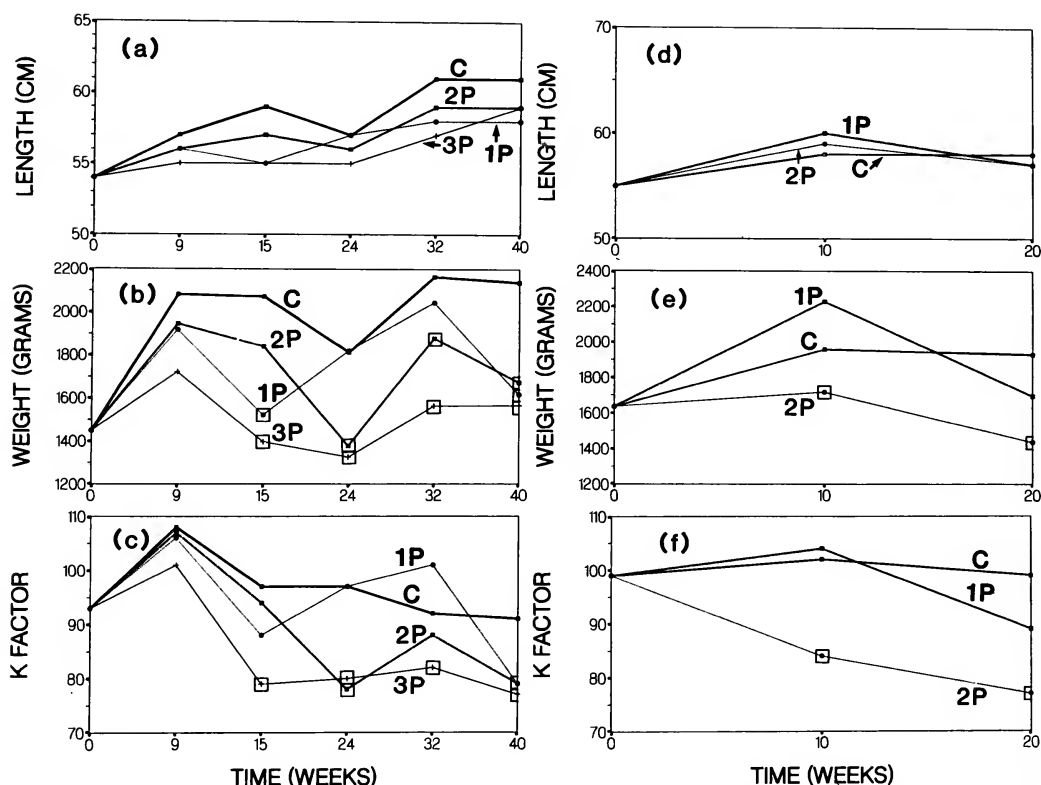 (a)
LENGTH (CM)
65
60
55
50
C
2P
3P
1P
0 9 15 24 32 40
(d)
LENGTH (CM)
70
60
50
1P
2P
C
0 10 20
(b)
WEIGHT (GRAMS)
2200
2000
1800
1600
1400
1200
C
2P
1P
3P
0 9 15 24 32 40
(e)
WEIGHT (GRAMS)
2400
2200
2000
1800
1600
1400
1200
1P
C
2P
0 10 20
(c)
K FACTOR
110
100
90
80
70
1P
C
2P
3P
0 9 15 24 32 40
TIME (WEEKS)
(f)
K FACTOR
110
100
90
80
70
C
1P
2P
0 10 20
TIME (WEEKS)